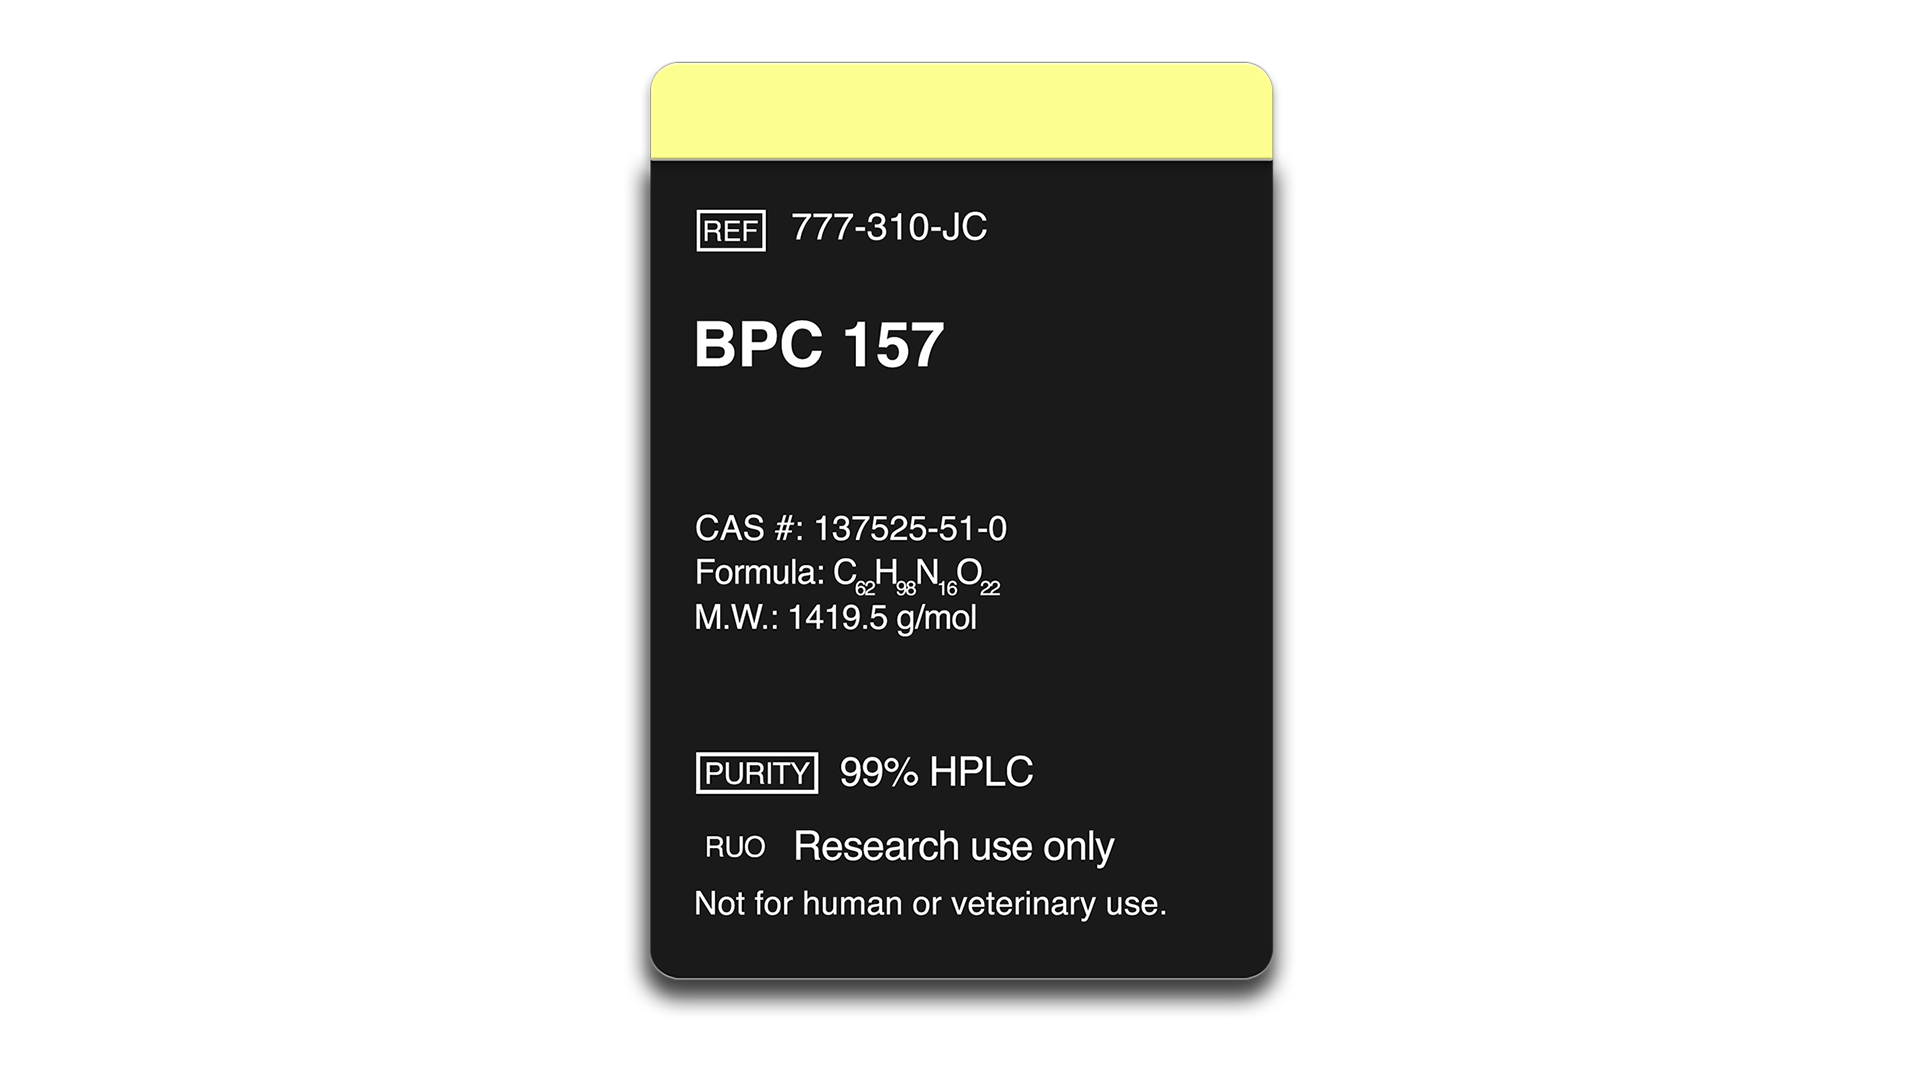 REF 777-310-JC
BPC 157
CAS #: 137525-51-0
Formula: C₆₂H₉₈N₁₆O₂₂
M.W.: 1419.5 g/mol
PURITY 99% HPLC
RUO Research use only
Not for human or veterinary use.